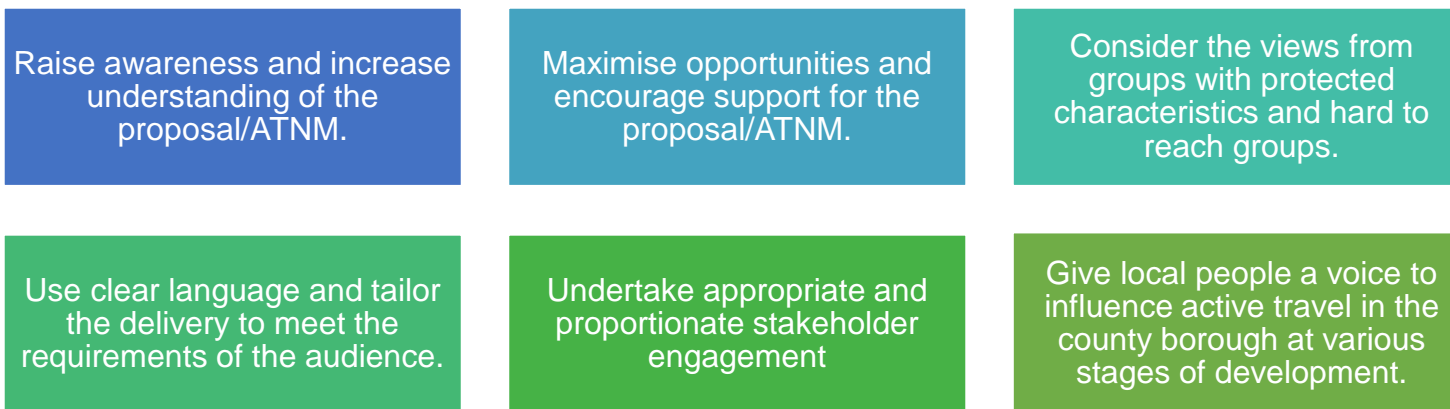 Raise awareness and increase
understanding of the
proposal/ATNM.
Maximise opportunities and
encourage support for the
proposal/ATNM.
Consider the views from
groups with protected
characteristics and hard to
reach groups.
Use clear language and tailor
the delivery to meet the
requirements of the audience.
Undertake appropriate and
proportionate stakeholder
engagement
Give local people a voice to
influence active travel in the
county borough at various
stages of development.